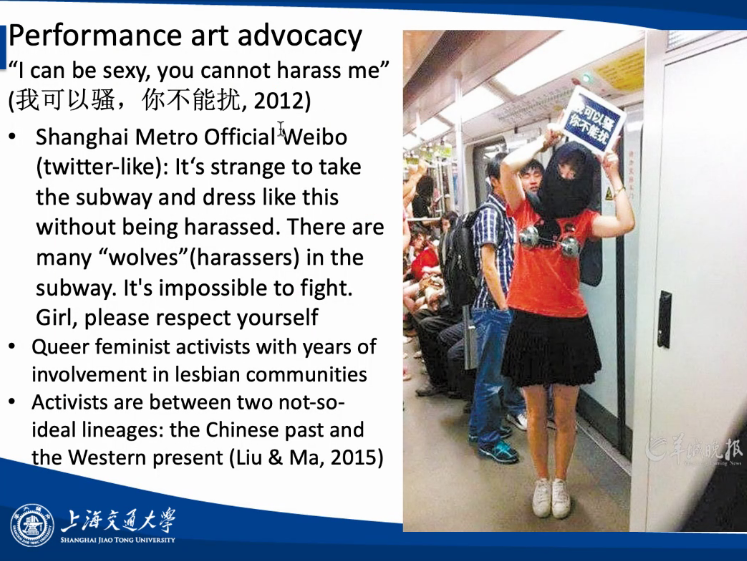 Performance art advocacy
“I can be sexy, you cannot harass me”
(我可以骚，你不能扰, 2012)
• Shanghai Metro Official Weibo
(twitter-like): It‘s strange to take
the subway and dress like this
without being harassed. There are
many “wolves”(harassers) in the
subway. It's impossible to fight.
Girl, please respect yourself
• Queer feminist activists with years of
involvement in lesbian communities
• Activists are between two not-so-
ideal lineages: the Chinese past and
the Western present (Liu & Ma, 2015)
我可以骚
你不能扰
羊城晚报
上海交通大学
SHANGHAI JIAO TONG UNIVERSITY